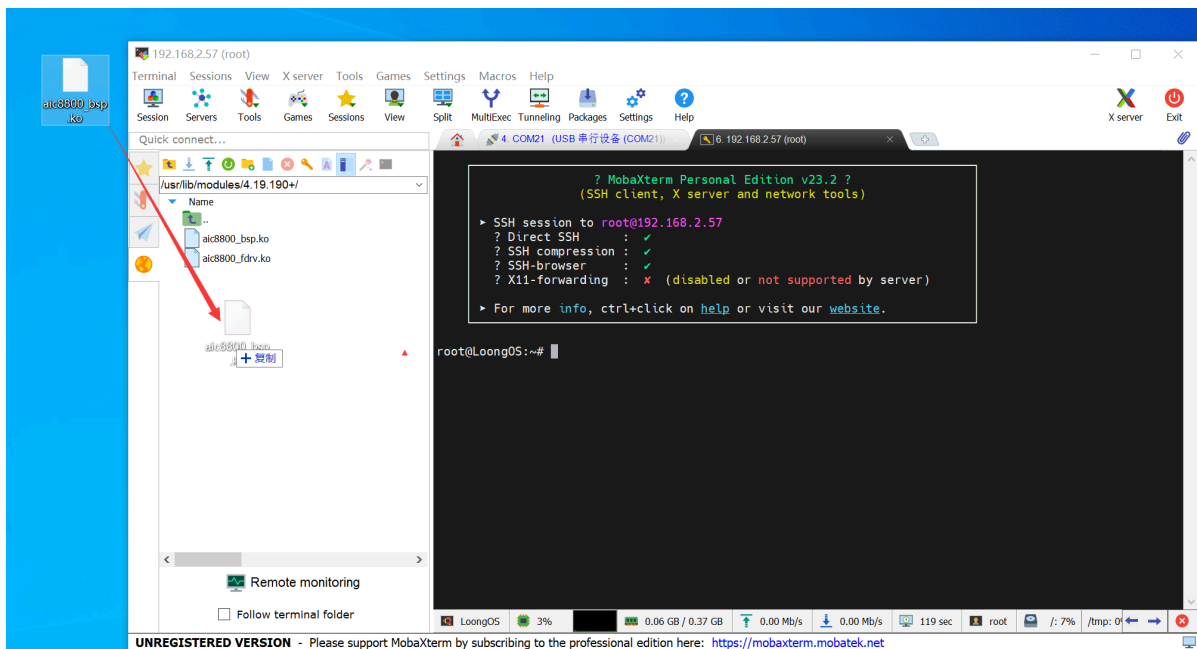 aic8800_bsp
.ko
192.168.2.57 (root)
Terminal Sessions View X server Tools Games Settings Macros Help
Session Servers Tools Games Sessions View Split MultiExec Tunneling Packages Settings Help X server Exit
Quick connect...
4. COM21 (USB 串行设备 (COM21))
6. 192.168.2.57 (root)
/usr/lib/modules/4.19.190+/
Name
..
aic8800_bsp.ko
aic8800_fdrv.ko
aic8800_bsp
复制
? MobaXterm Personal Edition v23.2 ?
(SSH client, X server and network tools)
➤ SSH session to root@192.168.2.57
? Direct SSH : ✔
? SSH compression : ✔
? SSH-browser : ✔
? X11-forwarding : ✘ (disabled or not supported by server)
➤ For more info, ctrl+click on help or visit our website.
root@LoongOS:~#
Remote monitoring
Follow terminal folder
LoongOS 3% 0.06 GB / 0.37 GB 0.00 Mb/s 0.00 Mb/s 119 sec root /: 7% /tmp: 0
UNREGISTERED VERSION - Please support MobaXterm by subscribing to the professional edition here: https://mobaxterm.mobatek.net